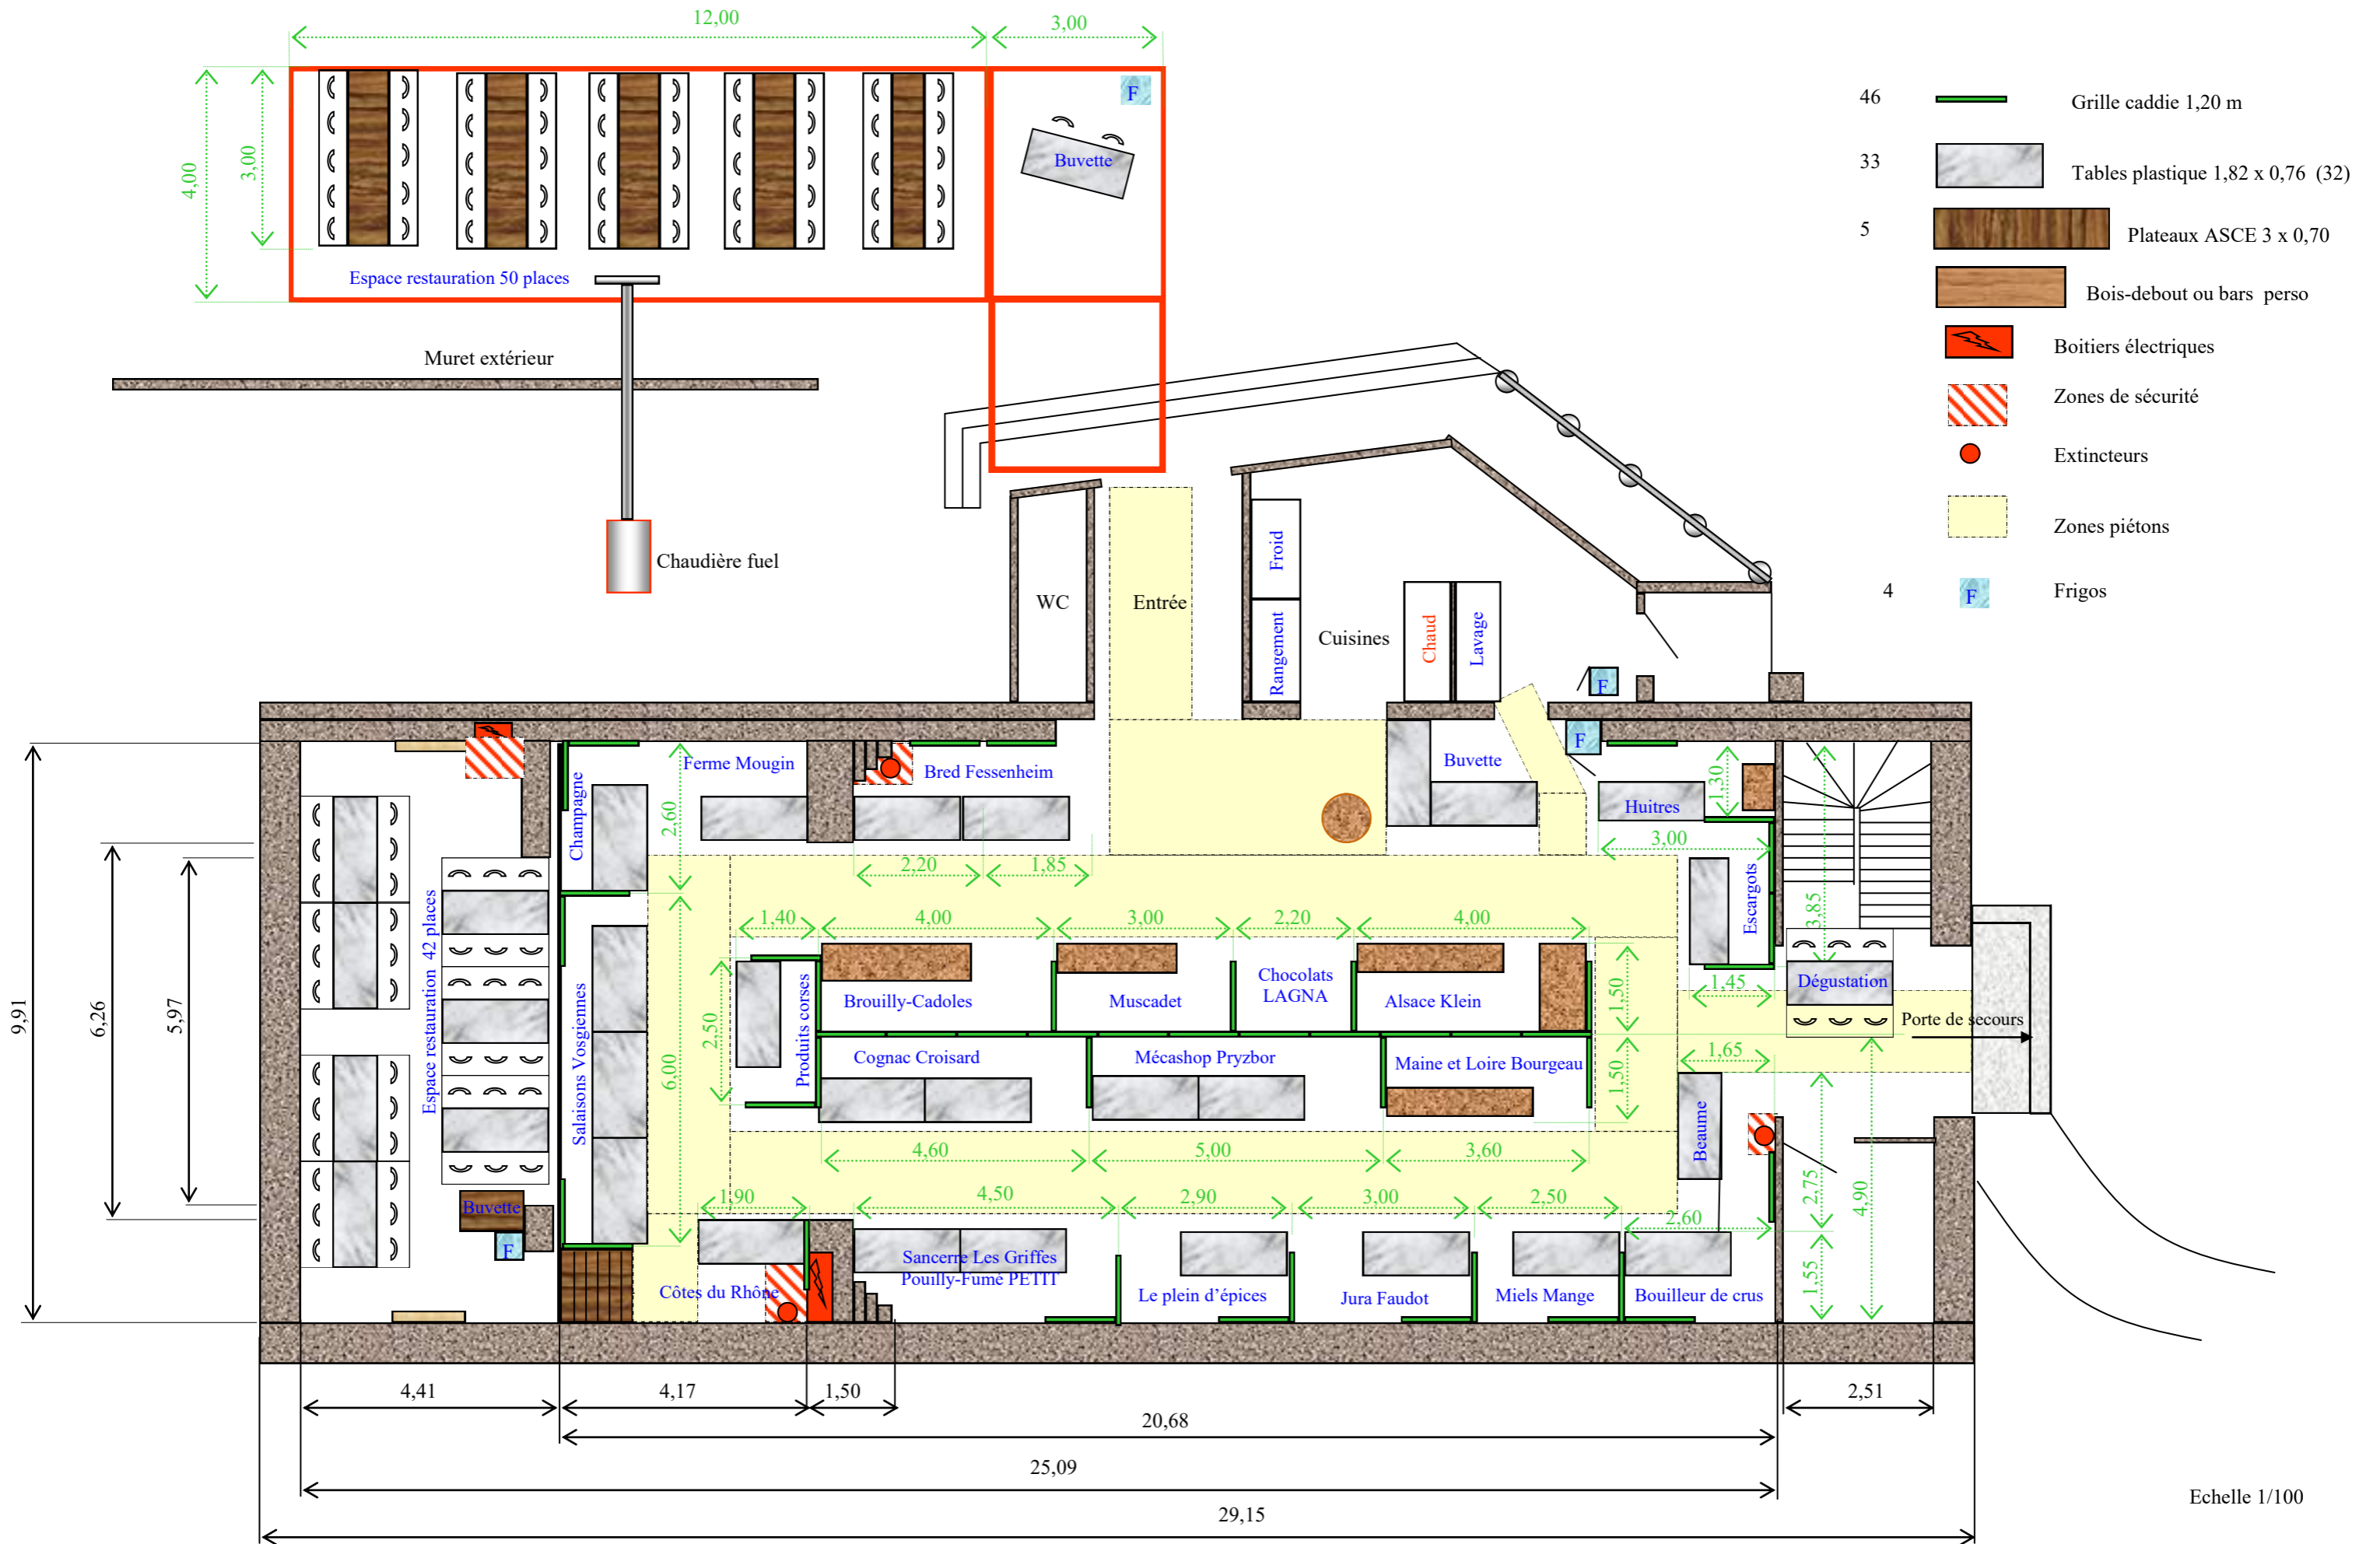 12,00
3,00
4,00
3,00
F
Buvette
Espace restauration 50 places
Muret extérieur
Chaudière fuel
46
Grille caddie 1,20 m
33
Tables plastique 1,82 x 0,76 (32)
5
Plateaux ASCE 3 x 0,70
Bois-debout ou bars perso
Boitiers électriques
Zones de sécurité
Extincteurs
Zones piétons
4
F
Frigos
WC
Entrée
Froid
Rangement
Cuisines
Chaud
Lavage
F
F
Champagne
Ferme Mougin
2,60
Bred Fessenheim
Buvette
Huitres
1,30
3,00
2,20
1,85
Escargots
3,85
9,91
6,26
5,97
Espace restauration 42 places
Salaisons Vosgiennes
6,00
1,40
4,00
3,00
2,20
4,00
2,50
Produits corses
Brouilly-Cadoles
Muscadet
Chocolats
LAGNA
Alsace Klein
1,50
1,45
Dégustation
Porte de secours
Cognac Croisard
Mécashop Pryzbor
Maine et Loire Bourgeau
1,50
1,65
Beaume
4,60
5,00
3,60
2,75
4,90
Buvette
F
1,90
4,50
2,90
3,00
2,50
2,60
Côtes du Rhône
Sancerre Les Griffes
Pouilly-Fumé PETIT
Le plein d’épices
Jura Faudot
Miels Mange
Bouilleur de crus
1,55
4,41
4,17
1,50
2,51
20,68
25,09
29,15
Echelle 1/100